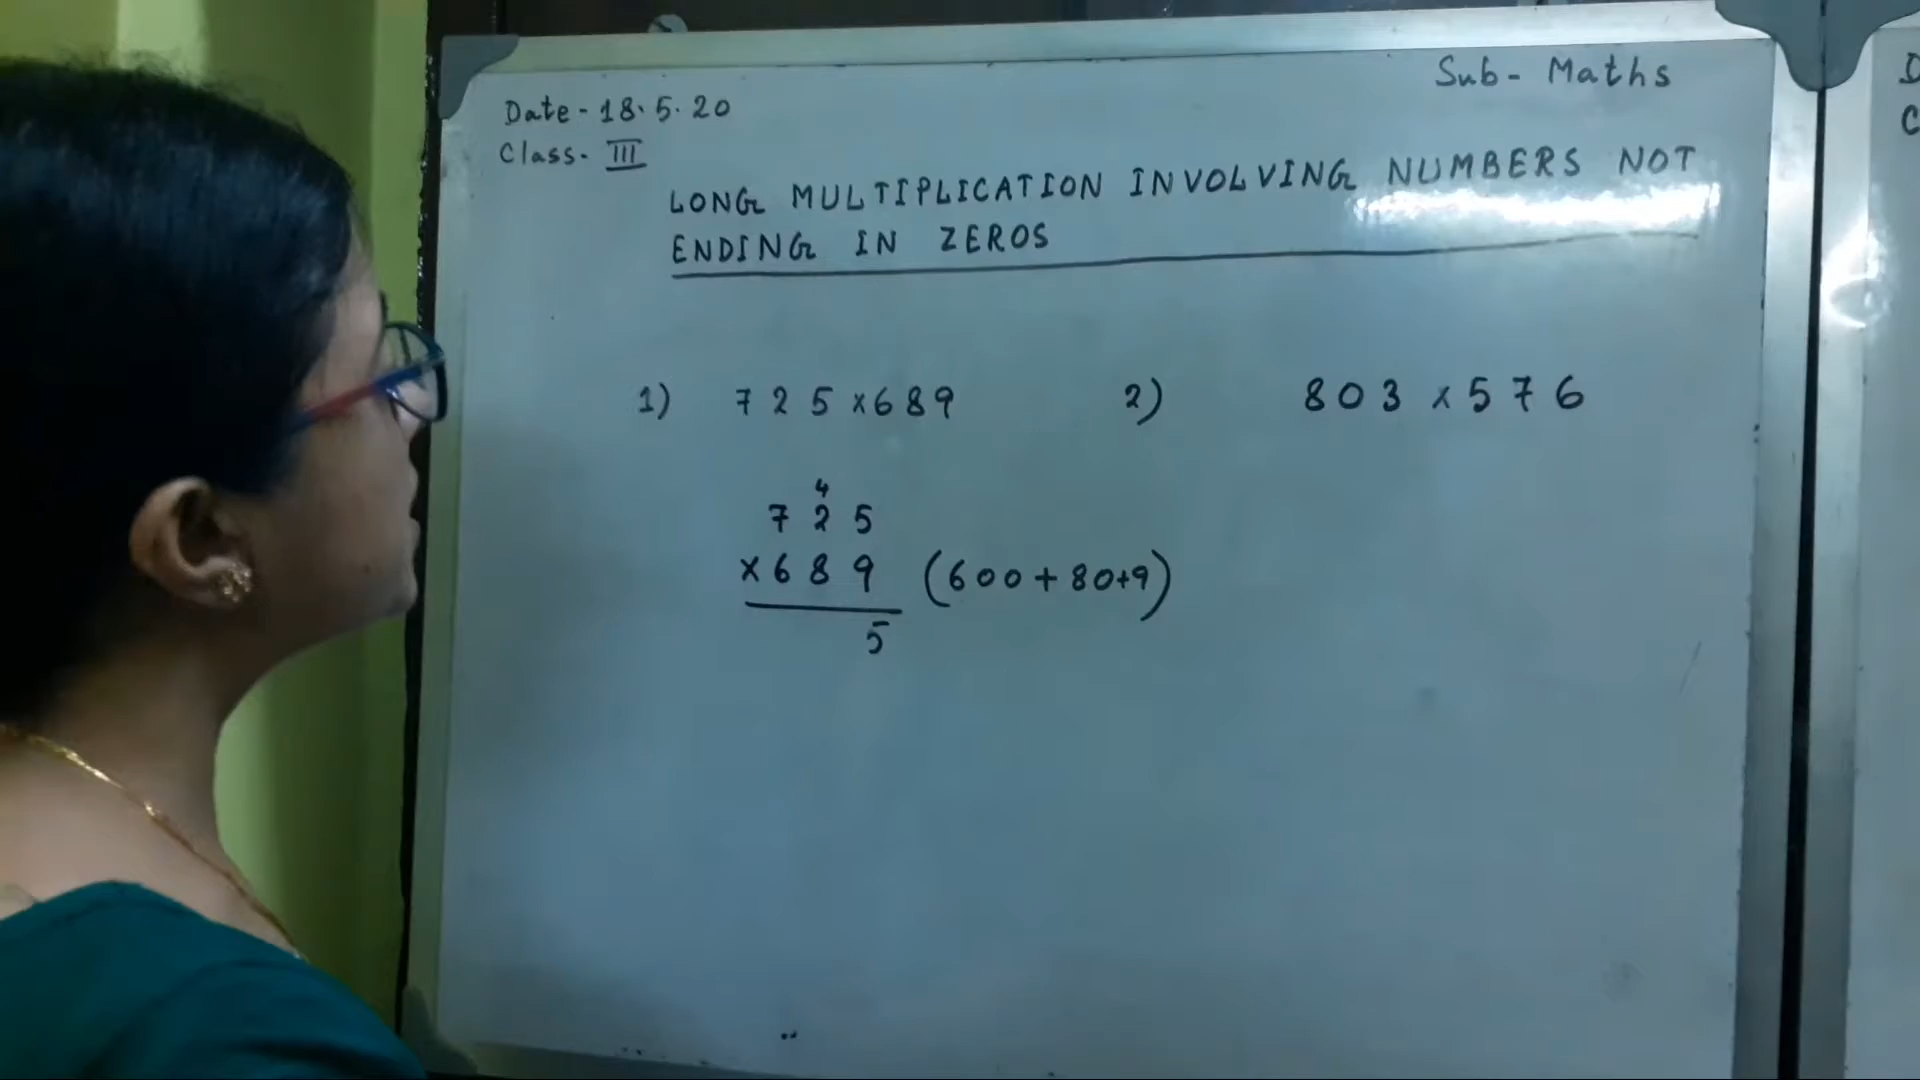 Sub- Maths
Date - 18.5.20
Class- III
LONG MULTIPLICATION INVOLVING NUMBERS NOT
ENDING IN ZEROS
1) 725 x 689
2) 803 x 576
4
725
x 689 (600+80+9)
5
D
C